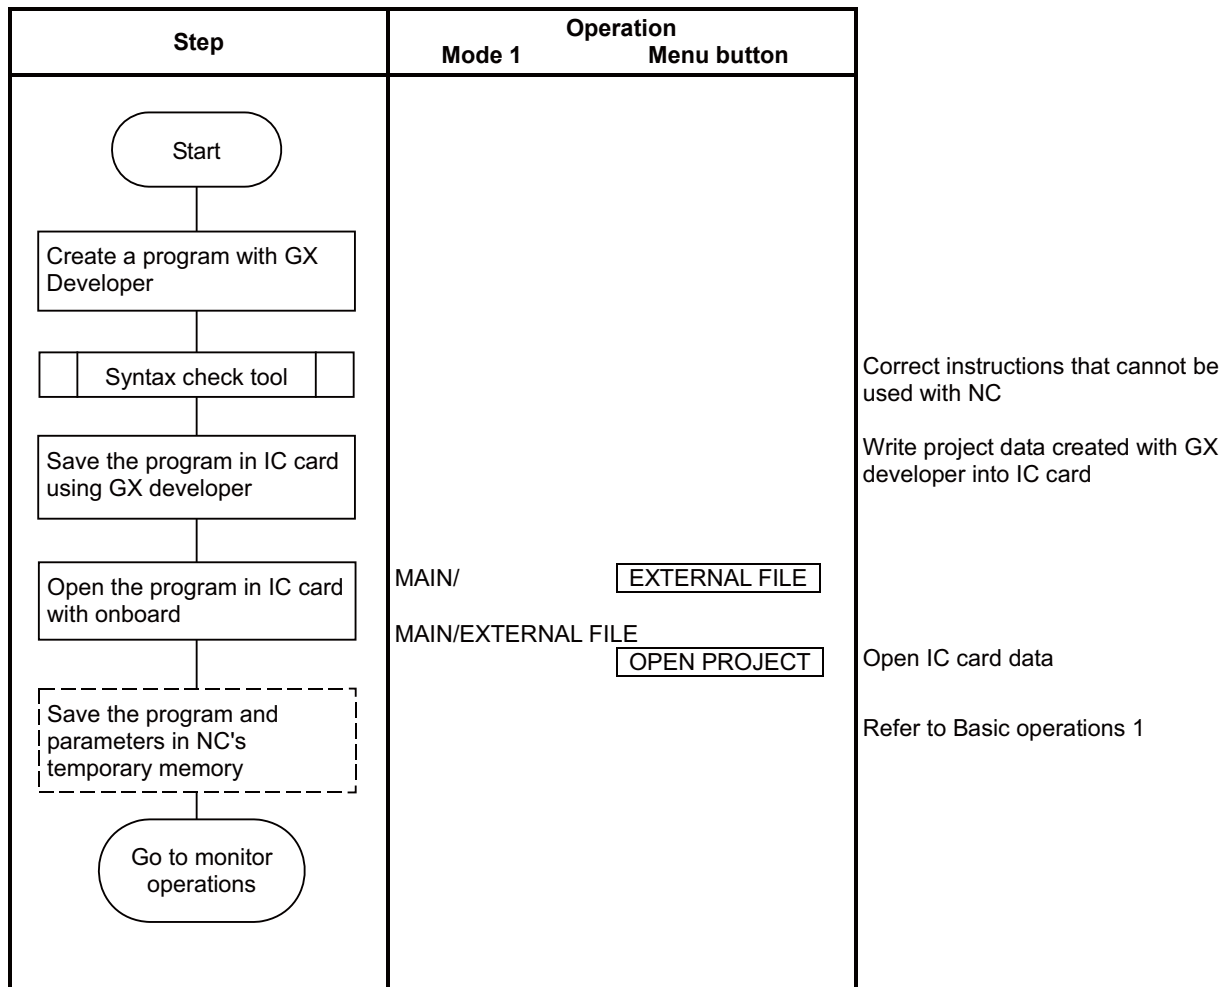 Step
Operation
Mode 1 Menu button
Start
Create a program with GX
Developer
Syntax check tool
Correct instructions that cannot be
used with NC
Save the program in IC card
using GX developer
Write project data created with GX
developer into IC card
Open the program in IC card
with onboard
MAIN/ EXTERNAL FILE
MAIN/EXTERNAL FILE
OPEN PROJECT
Open IC card data
Save the program and
parameters in NC's
temporary memory
Refer to Basic operations 1
Go to monitor
operations